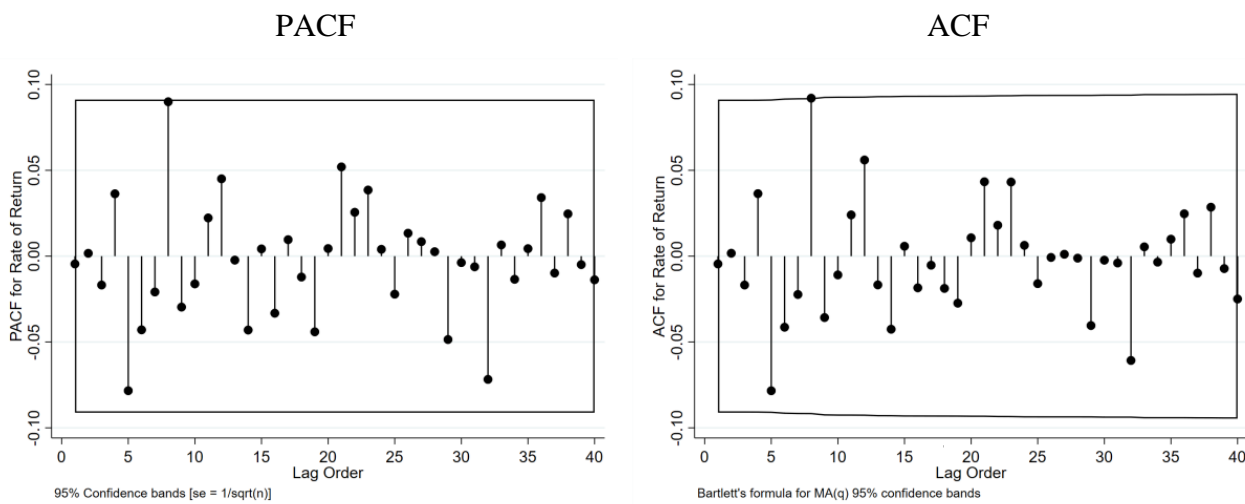 PACF
ACF
PACF for Rate of Return
0.10
0.05
0.00
-0.05
-0.10
0 5 10 15 20 25 30 35 40
Lag Order
95% Confidence bands [se = 1/sqrt(n)]
ACF for Rate of Return
0.10
0.05
0.00
-0.05
-0.10
0 5 10 15 20 25 30 35 40
Lag Order
Bartlett's formula for MA(q) 95% confidence bands